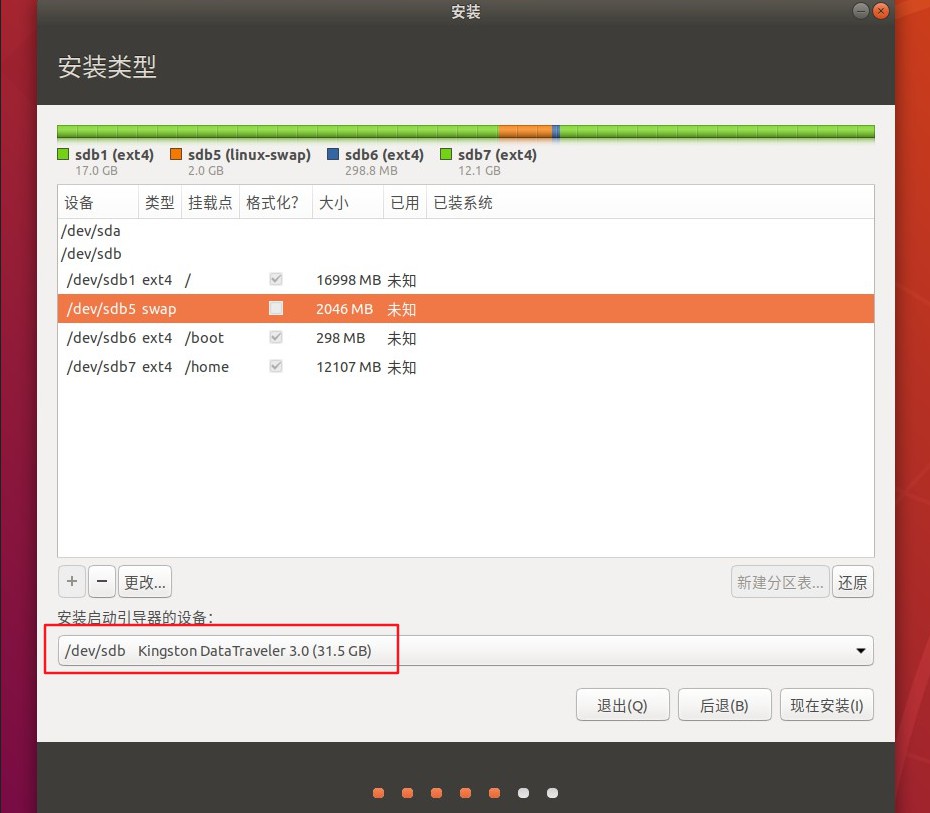 安装
安装类型
sdb1 (ext4) sdb5 (linux-swap) sdb6 (ext4) sdb7 (ext4)
17.0 GB 2.0 GB 298.8 MB 12.1 GB
设备 类型 挂载点 格式化? 大小 已用 已装系统
/dev/sda
/dev/sdb
/dev/sdb1 ext4 / 16998 MB 未知
/dev/sdb5 swap 2046 MB 未知
/dev/sdb6 ext4 /boot 298 MB 未知
/dev/sdb7 ext4 /home 12107 MB 未知
+ − 更改... 新建分区表... 还原
安装启动引导器的设备:
/dev/sdb Kingston DataTraveler 3.0 (31.5 GB)
退出(Q) 后退(B) 现在安装(I)